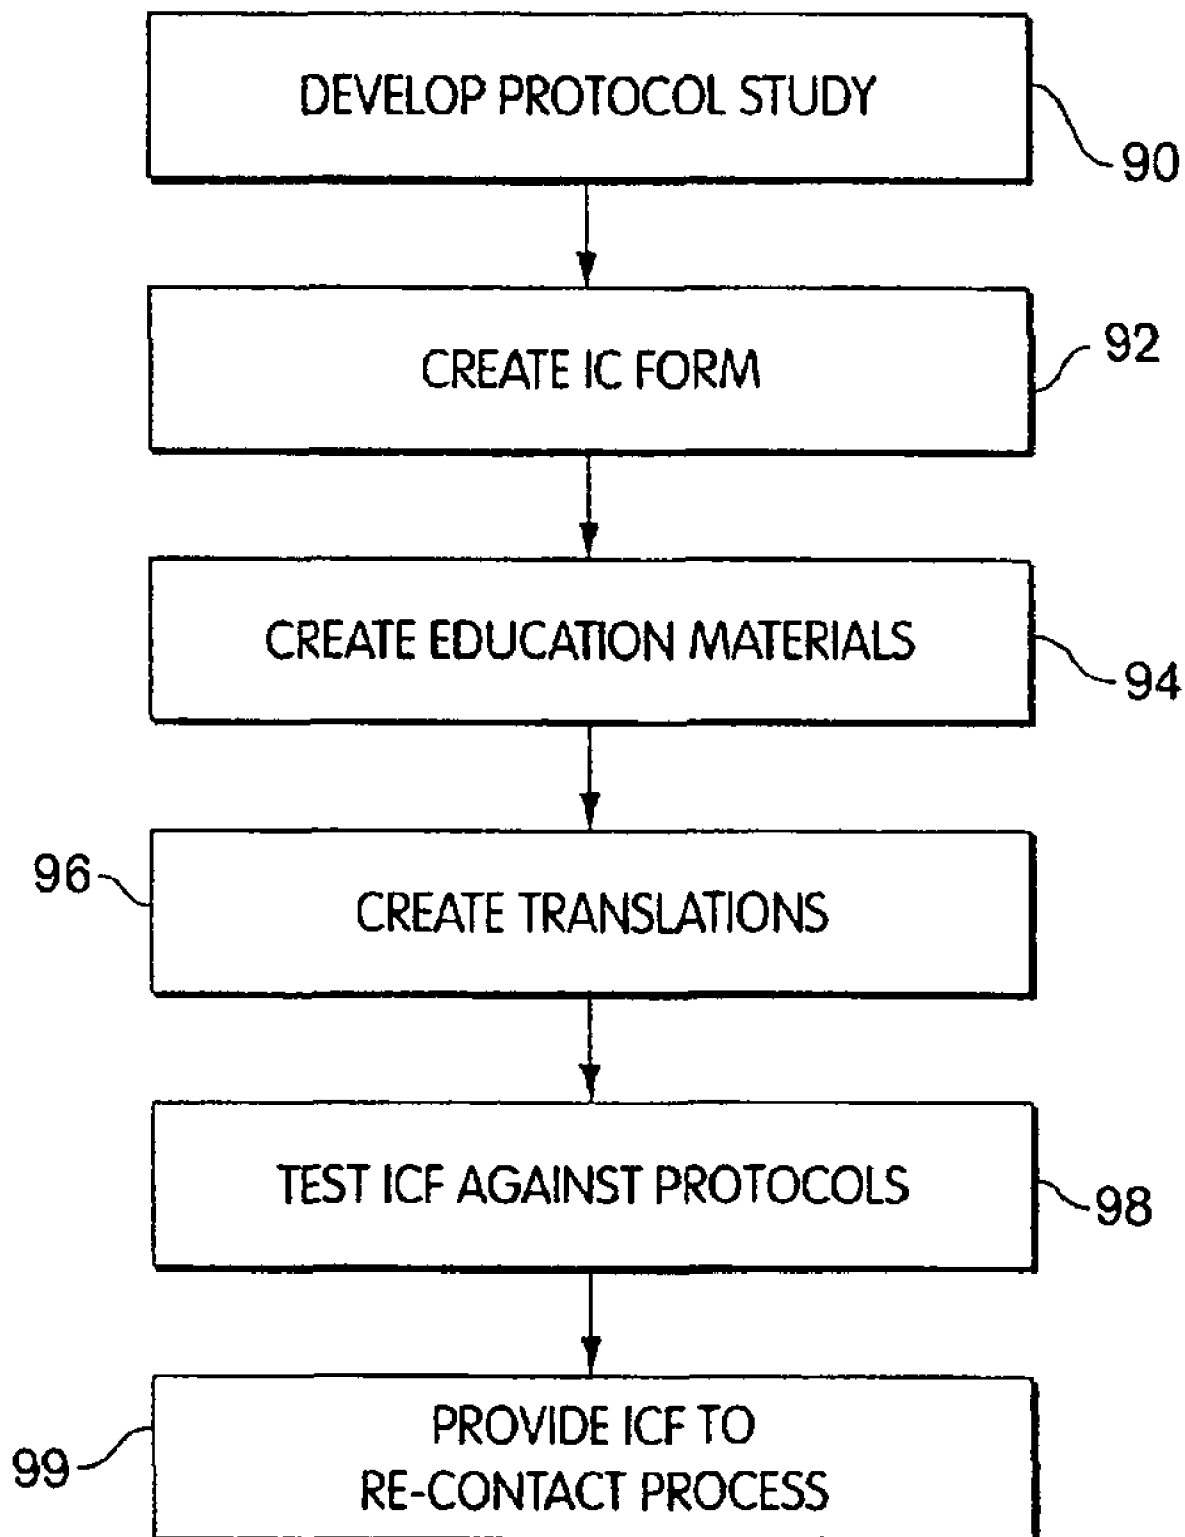 DEVELOP PROTOCOL STUDY
90
CREATE IC FORM
92
CREATE EDUCATION MATERIALS
94
96
CREATE TRANSLATIONS
TEST ICF AGAINST PROTOCOLS
98
PROVIDE ICF TO
RE-CONTACT PROCESS
99